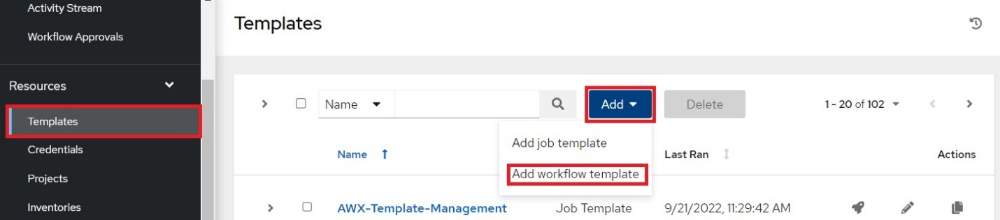 Activity Stream
Workflow Approvals
Resources
Templates
Credentials
Projects
Inventories
Templates
Name Add Delete 1 - 20 of 102
Add job template
Add workflow template
Name Last Ran Actions
AWX-Template-Management Job Template 9/21/2022, 11:29:42 AM